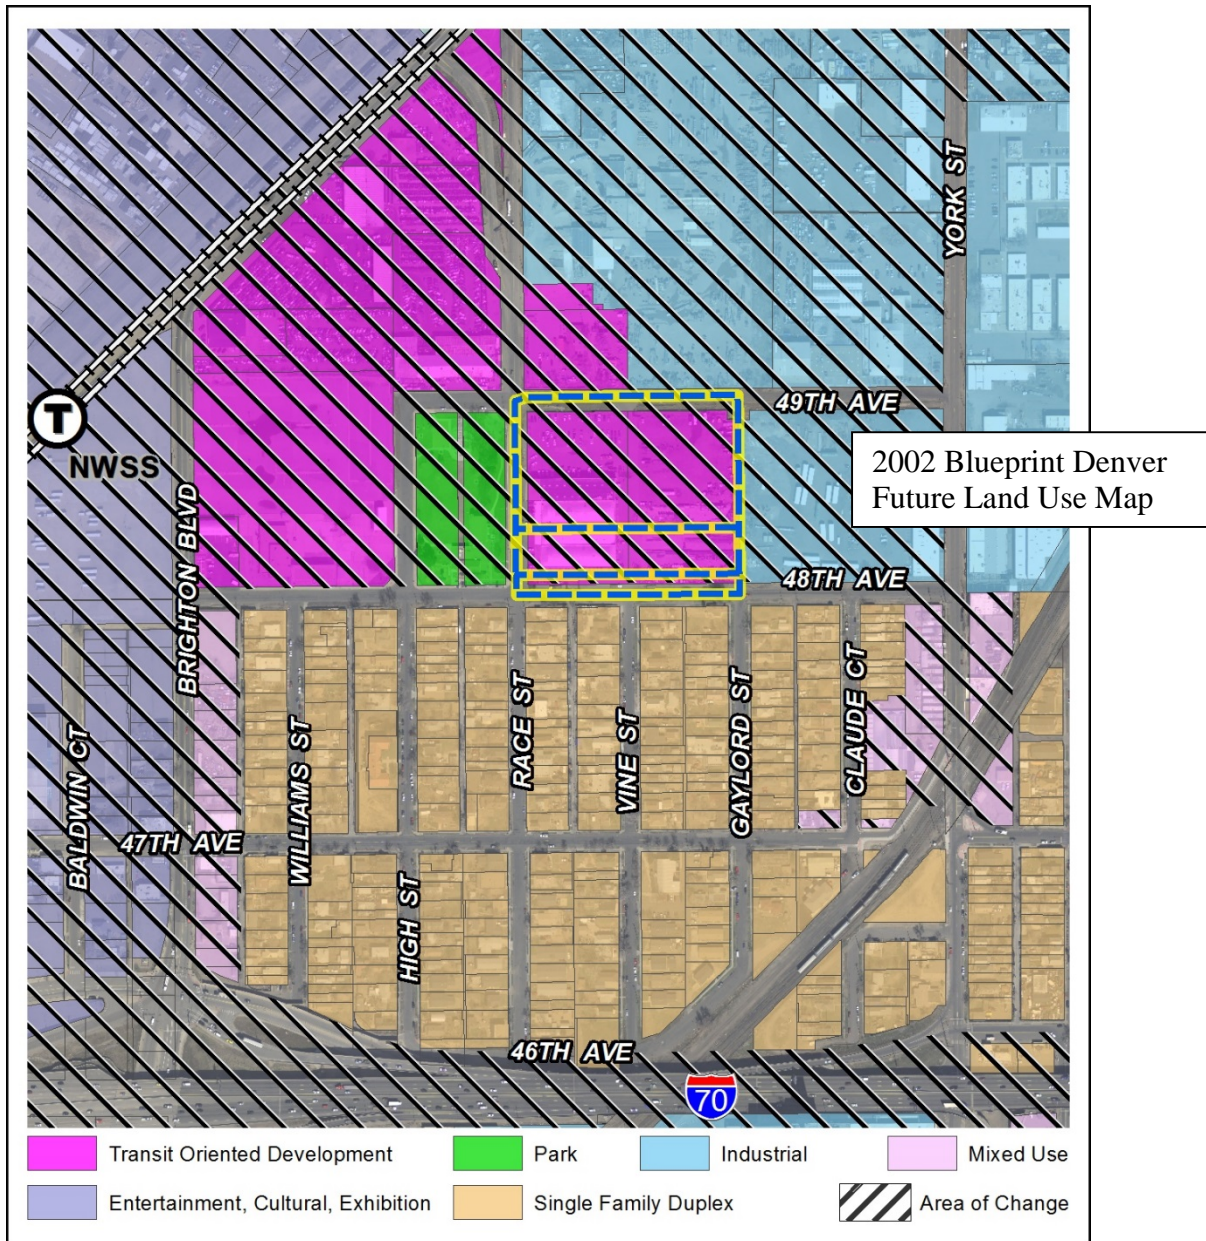 YORK ST
49TH AVE
T
NWSS
2002 Blueprint Denver
Future Land Use Map
BRIGHTON BLVD
48TH AVE
BALDWIN CT
WILLIAMS ST
RACE ST
VINE ST
GAYLORD ST
CLAUDE CT
47TH AVE
HIGH ST
46TH AVE
70
Transit Oriented Development
Park
Industrial
Mixed Use
Entertainment, Cultural, Exhibition
Single Family Duplex
Area of Change